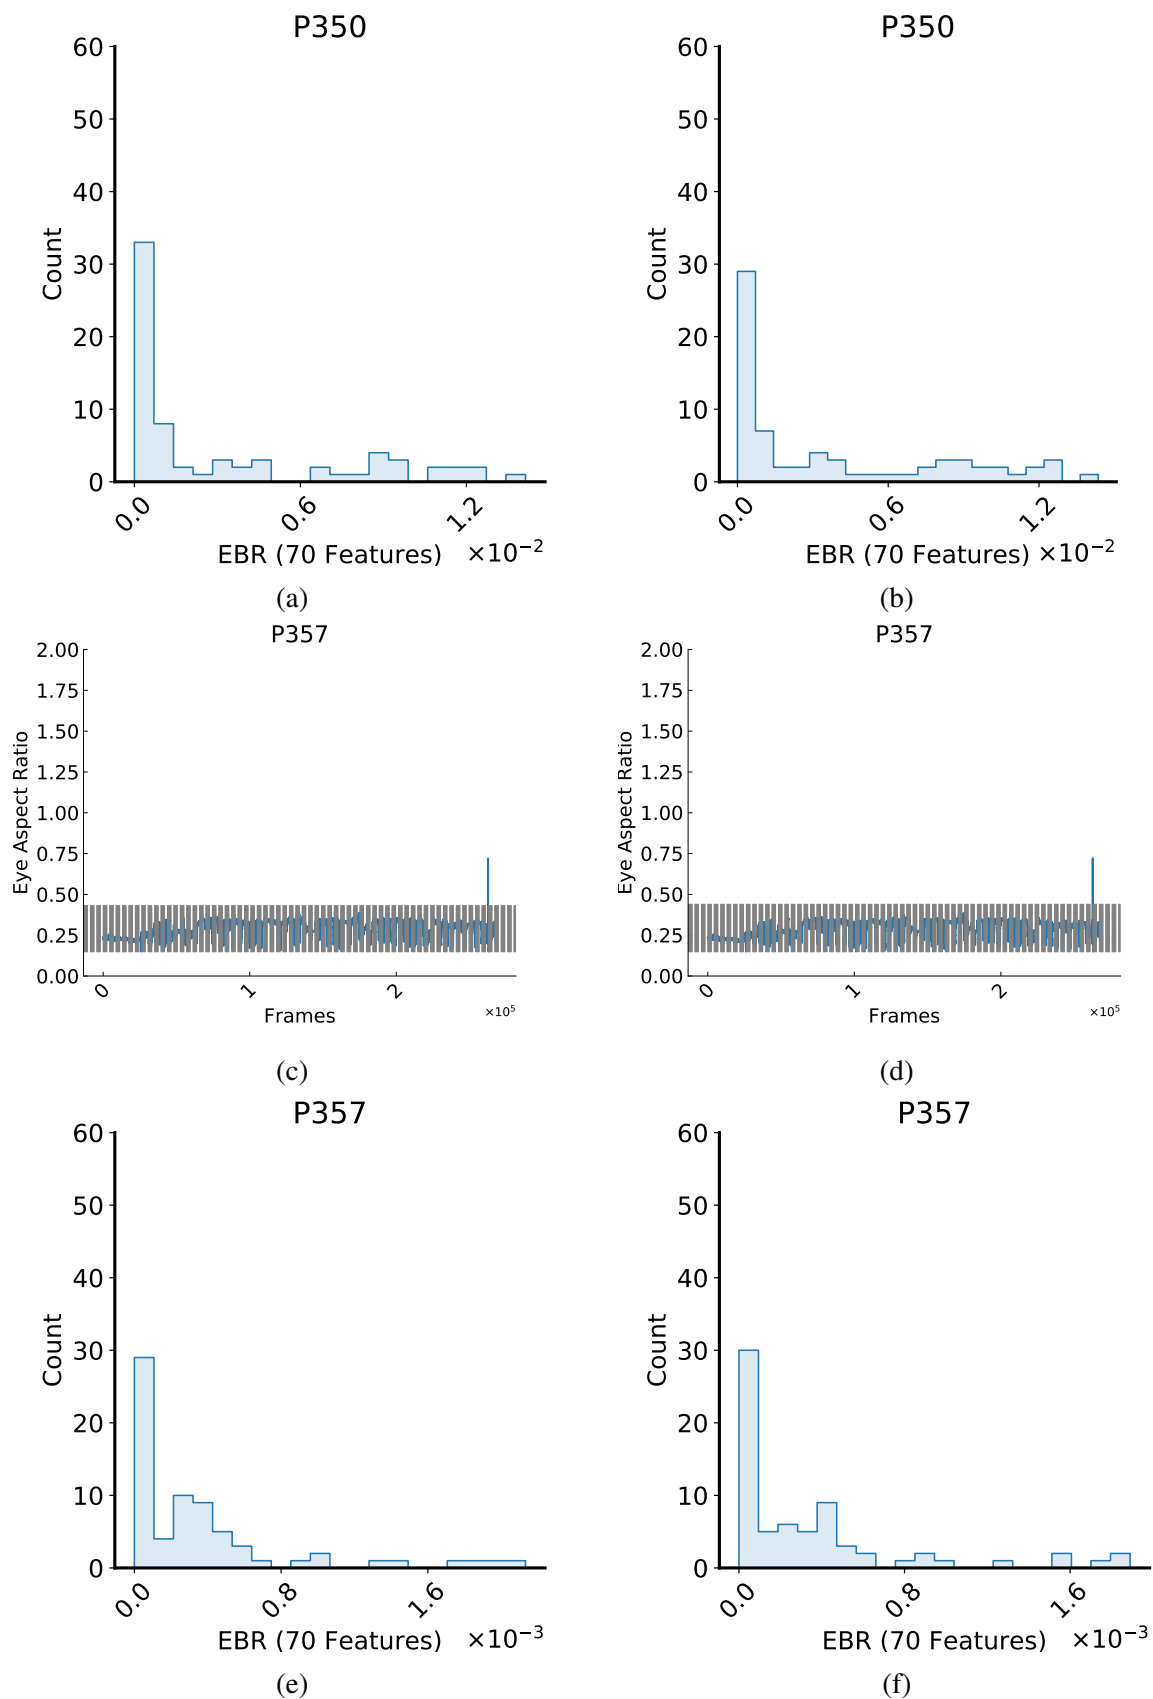 P350 P350
60 60
50 50
40 40
30 30
20 20
10 10
0 0
Count Count
0.0 0.6 1.2 0.0 0.6 1.2
EBR (70 Features) ×10⁻² EBR (70 Features) ×10⁻²
(a) (b)
P357 P357
2.00 2.00
1.75 1.75
1.50 1.50
1.25 1.25
1.00 1.00
0.75 0.75
0.50 0.50
0.25 0.25
0.00 0.00
Eye Aspect Ratio Eye Aspect Ratio
0 1 2 0 1 2
Frames ×10⁵ Frames ×10⁵
(c) (d)
P357 P357
60 60
50 50
40 40
30 30
20 20
10 10
0 0
Count Count
0.0 0.8 1.6 0.0 0.8 1.6
EBR (70 Features) ×10⁻³ EBR (70 Features) ×10⁻³
(e) (f)